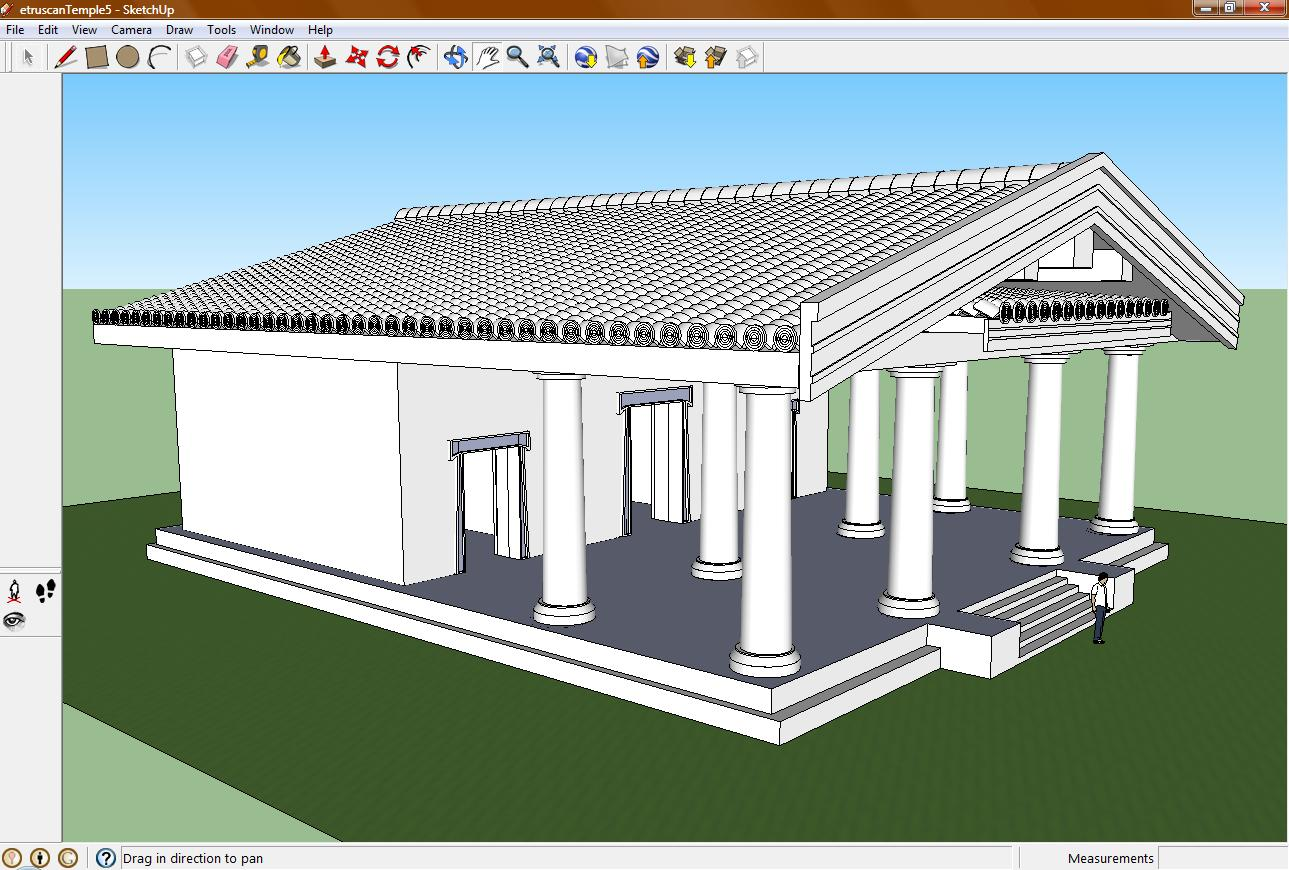 etruscanTemple5 - SketchUp
File Edit View Camera Draw Tools Window Help
Drag in direction to pan
Measurements